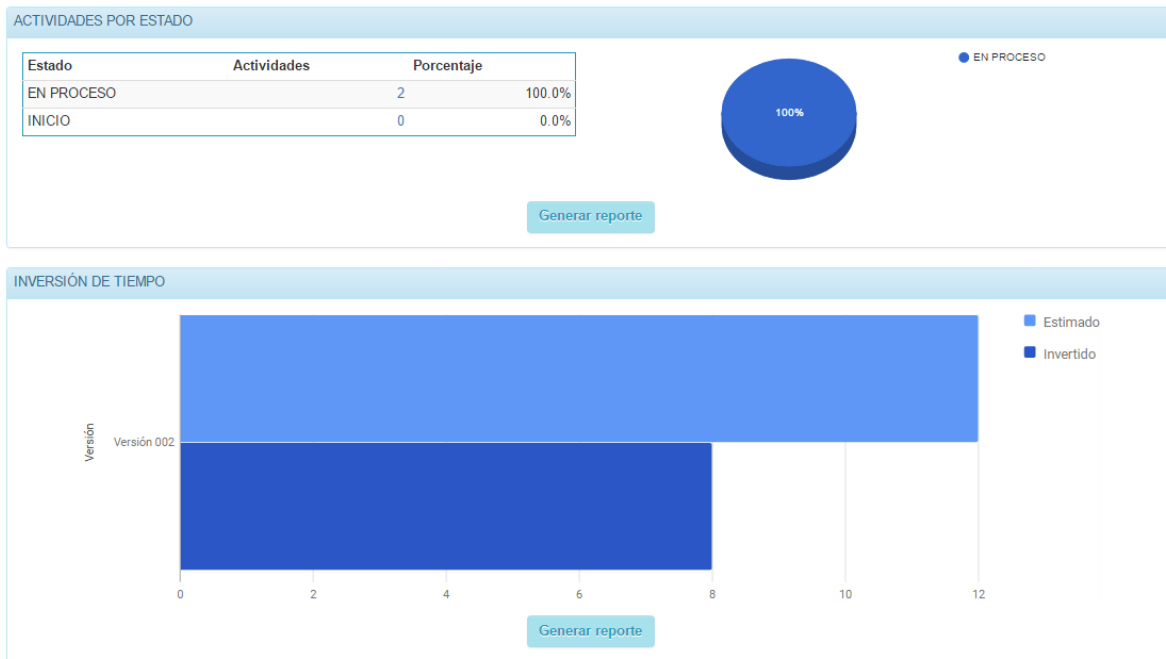 ACTIVIDADES POR ESTADO
Estado Actividades Porcentaje
EN PROCESO 2 100.0%
INICIO 0 0.0%
100%
EN PROCESO
Generar reporte
INVERSIÓN DE TIEMPO
Estimado
Invertido
Versión
Versión 002
0 2 4 6 8 10 12
Generar reporte